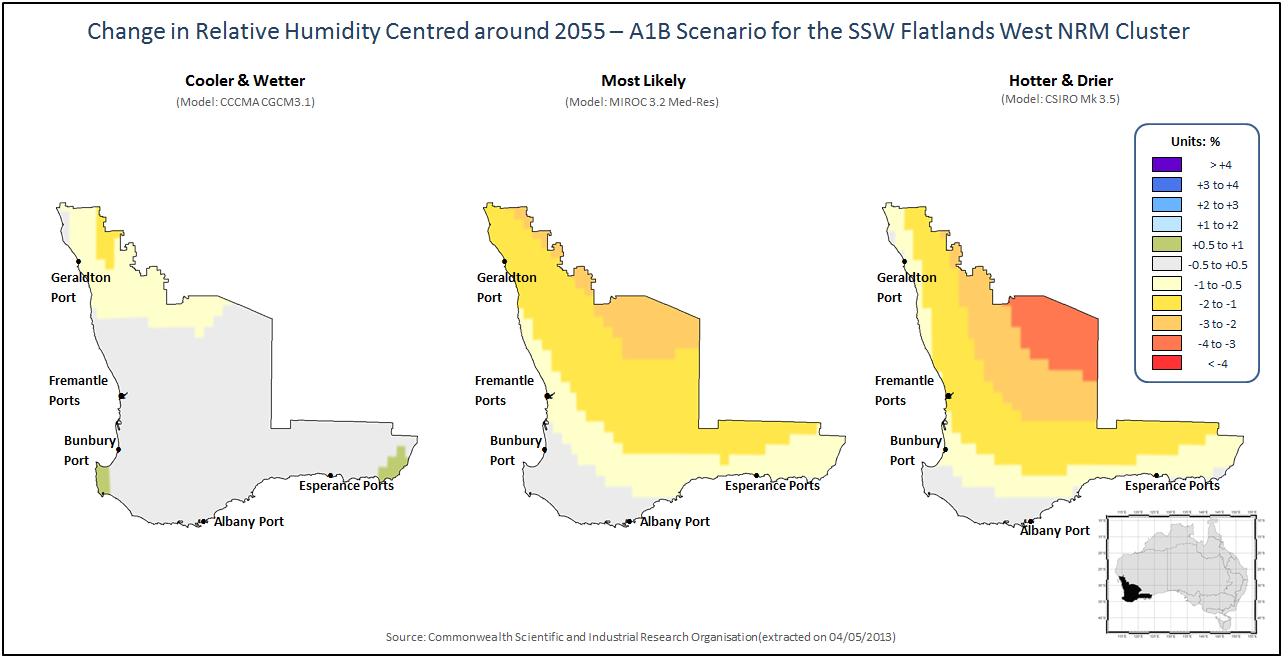 Change in Relative Humidity Centred around 2055 – A1B Scenario for the SSW Flatlands West NRM Cluster
Cooler & Wetter
(Model: CCCMA CGCM3.1)
Most Likely
(Model: MIROC 3.2 Med-Res)
Hotter & Drier
(Model: CSIRO Mk 3.5)
Units: %
> +4
+3 to +4
+2 to +3
+1 to +2
+0.5 to +1
-0.5 to +0.5
-1 to -0.5
-2 to -1
-3 to -2
-4 to -3
< -4
Geraldton
Port
Fremantle
Ports
Bunbury
Port
Esperance Ports
Albany Port
Geraldton
Port
Fremantle
Ports
Bunbury
Port
Esperance Ports
Albany Port
Geraldton
Port
Fremantle
Ports
Bunbury
Port
Esperance Ports
Albany Port
Source: Commonwealth Scientific and Industrial Research Organisation(extracted on 04/05/2013)